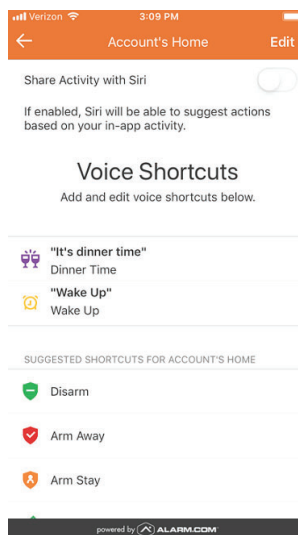 Verizon 3:09 PM
Account's Home Edit
Share Activity with Siri
If enabled, Siri will be able to suggest actions
based on your in-app activity.
Voice Shortcuts
Add and edit voice shortcuts below.
"It's dinner time"
Dinner Time
"Wake Up"
Wake Up
SUGGESTED SHORTCUTS FOR ACCOUNT'S HOME
Disarm
Arm Away
Arm Stay
powered by ALARM.COM